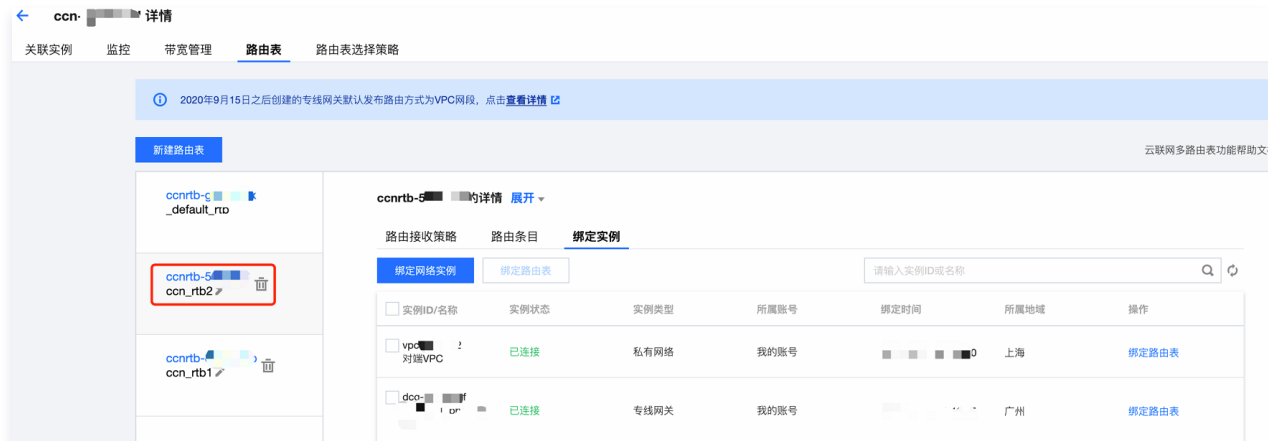 ccn- 详情
关联实例 监控 带宽管理 路由表 路由表选择策略
2020年9月15日之后创建的专线网关默认发布路由方式为VPC网段，点击查看详情
新建路由表
云联网多路由表功能帮助文
ccnrtb-
_default_rtb
ccnrtb-5
ccn_rtb2
ccnrtb-
ccn_rtb1
ccnrtb-5 的详情 展开
路由接收策略 路由条目 绑定实例
绑定网络实例 绑定路由表 请输入实例ID或名称
实例ID/名称 实例状态 实例类型 所属账号 绑定时间 所属地域 操作
vpc 2 已连接 私有网络 我的账号 0 上海 绑定路由表
对端VPC
dcg- f 已连接 专线网关 我的账号 广州 绑定路由表